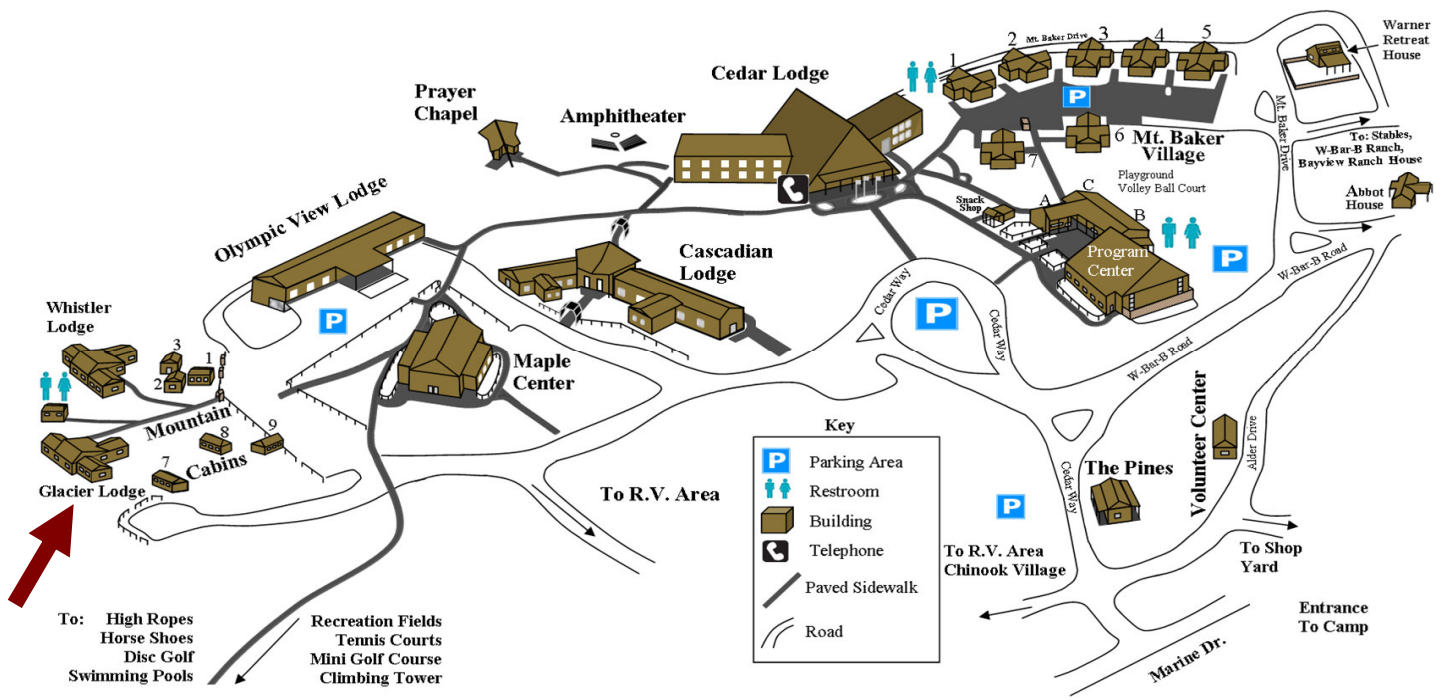 Warner
Retreat
House
1
2
Mt. Baker Drive
3
4
5
Cedar Lodge
Prayer
Chapel
Amphitheater
P
6
7
Mt. Baker
Village
Mt. Baker Drive
To: Stables,
W-Bar-B Ranch,
Bayview Ranch House
Playground
Volley Ball Court
Abbot
House
Snack
Shop
A
C
B
Program
Center
P
W-Bar-B Road
Olympic View Lodge
Cascadian
Lodge
Cedar Way
P
Cedar Way
W-Bar-B Road
Whistler
Lodge
P
3
2
1
Maple
Center
Mountain
Cabins
8
9
7
Glacier Lodge
Key
P Parking Area
Restroom
Building
Telephone
Paved Sidewalk
Road
To R.V. Area
The Pines
Cedar Way
Volunteer Center
Alder Drive
P
To R.V. Area
Chinook Village
To Shop
Yard
Entrance
To Camp
Marine Dr.
To: High Ropes
Horse Shoes
Disc Golf
Swimming Pools
Recreation Fields
Tennis Courts
Mini Golf Course
Climbing Tower